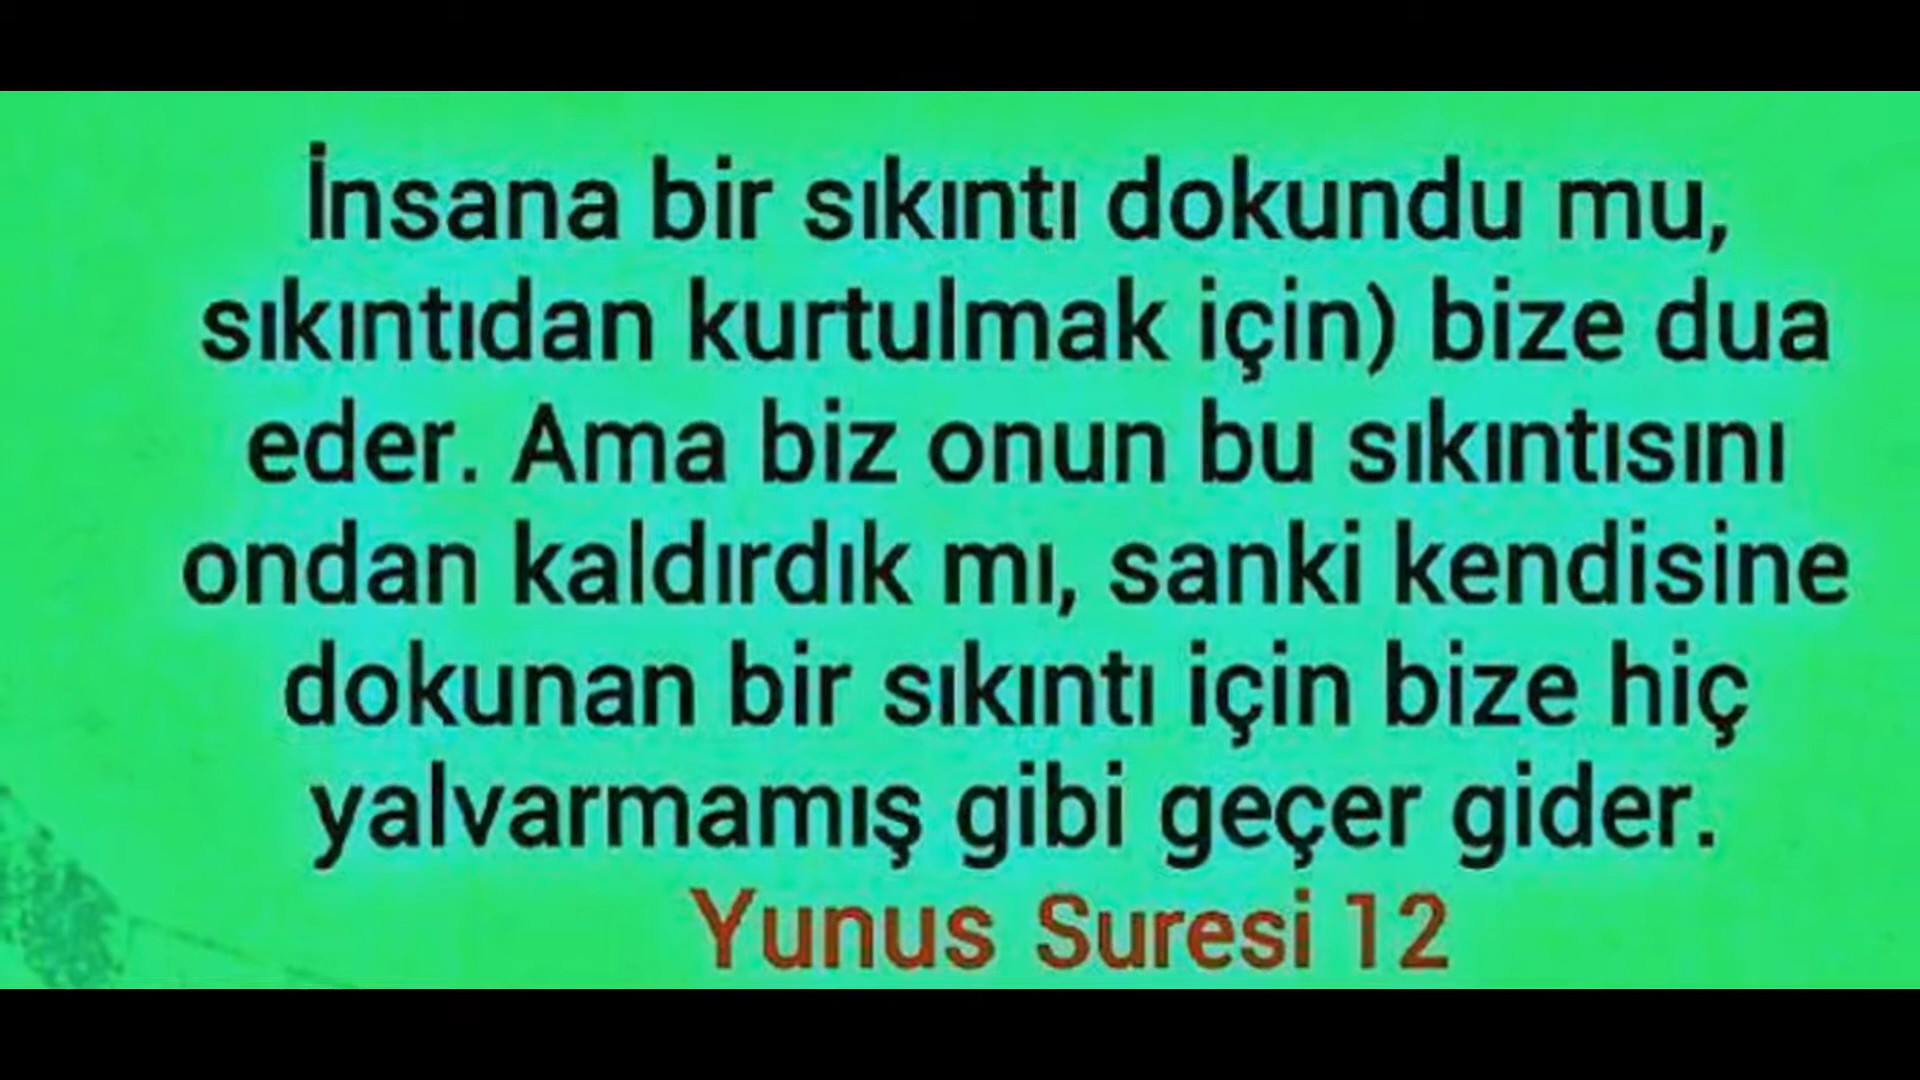 İnsana bir sıkıntı dokundu mu,
sıkıntıdan kurtulmak için) bize dua
eder. Ama biz onun bu sıkıntısını
ondan kaldırdık mı, sanki kendisine
dokunan bir sıkıntı için bize hiç
yalvarmamış gibi geçer gider.
Yunus Suresi 12